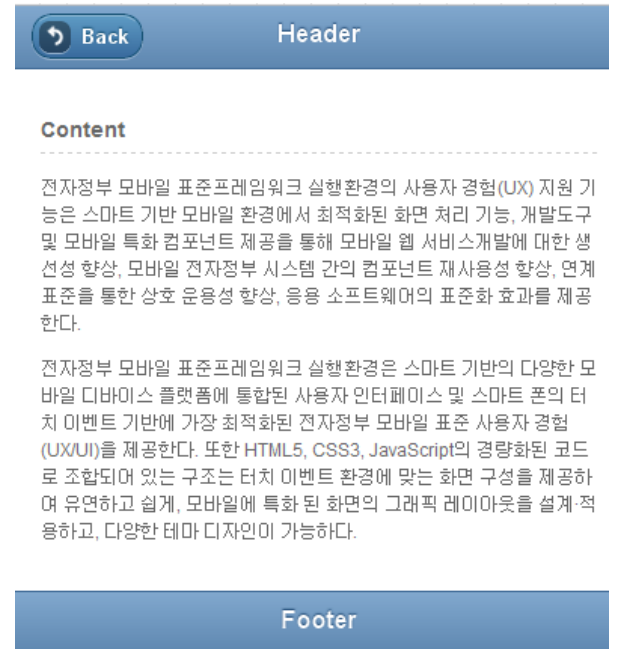 Back
Header
Content
전자정부 모바일 표준프레임워크 실행환경의 사용자 경험(UX) 지원 기
능은 스마트 기반 모바일 환경에서 최적화된 화면 처리 기능, 개발도구
및 모바일 특화 컴포넌트 제공을 통해 모바일 웹 서비스개발에 대한 생
선성 향상, 모바일 전자정부 시스템 간의 컴포넌트 재사용성 향상, 연계
표준을 통한 상호 운용성 향상, 응용 소프트웨어의 표준화 효과를 제공
한다.
전자정부 모바일 표준프레임워크 실행환경은 스마트 기반의 다양한 모
바일 디바이스 플랫폼에 통합된 사용자 인터페이스 및 스마트 폰의 터
치 이벤트 기반에 가장 최적화된 전자정부 모바일 표준 사용자 경험
(UX/UI)을 제공한다. 또한 HTML5, CSS3, JavaScript의 경량화된 코드
로 조합되어 있는 구조는 터치 이벤트 환경에 맞는 화면 구성을 제공하
여 유연하고 쉽게, 모바일에 특화 된 화면의 그래픽 레이아웃을 설계·적
용하고, 다양한 테마 디자인이 가능하다.
Footer